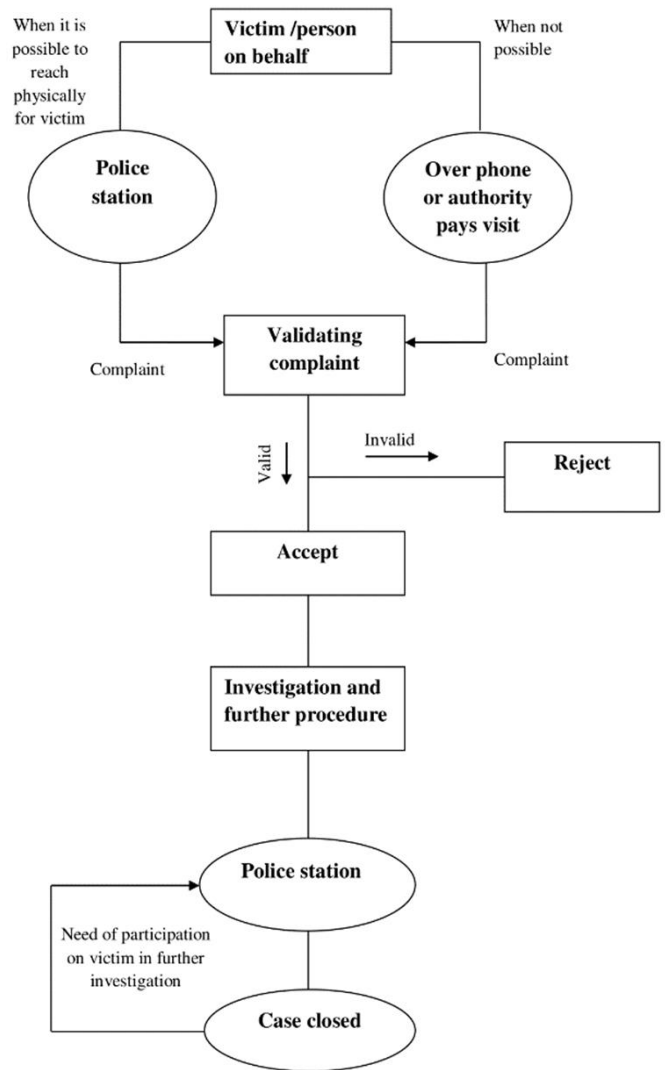 When it is
possible to
reach
physically
for victim
Victim /person
on behalf
When not
possible
Police
station
Over phone
or authority
pays visit
Validating
complaint
Complaint
Complaint
Valid
Invalid
Reject
Accept
Investigation and
further procedure
Police station
Need of participation
on victim in further
investigation
Case closed